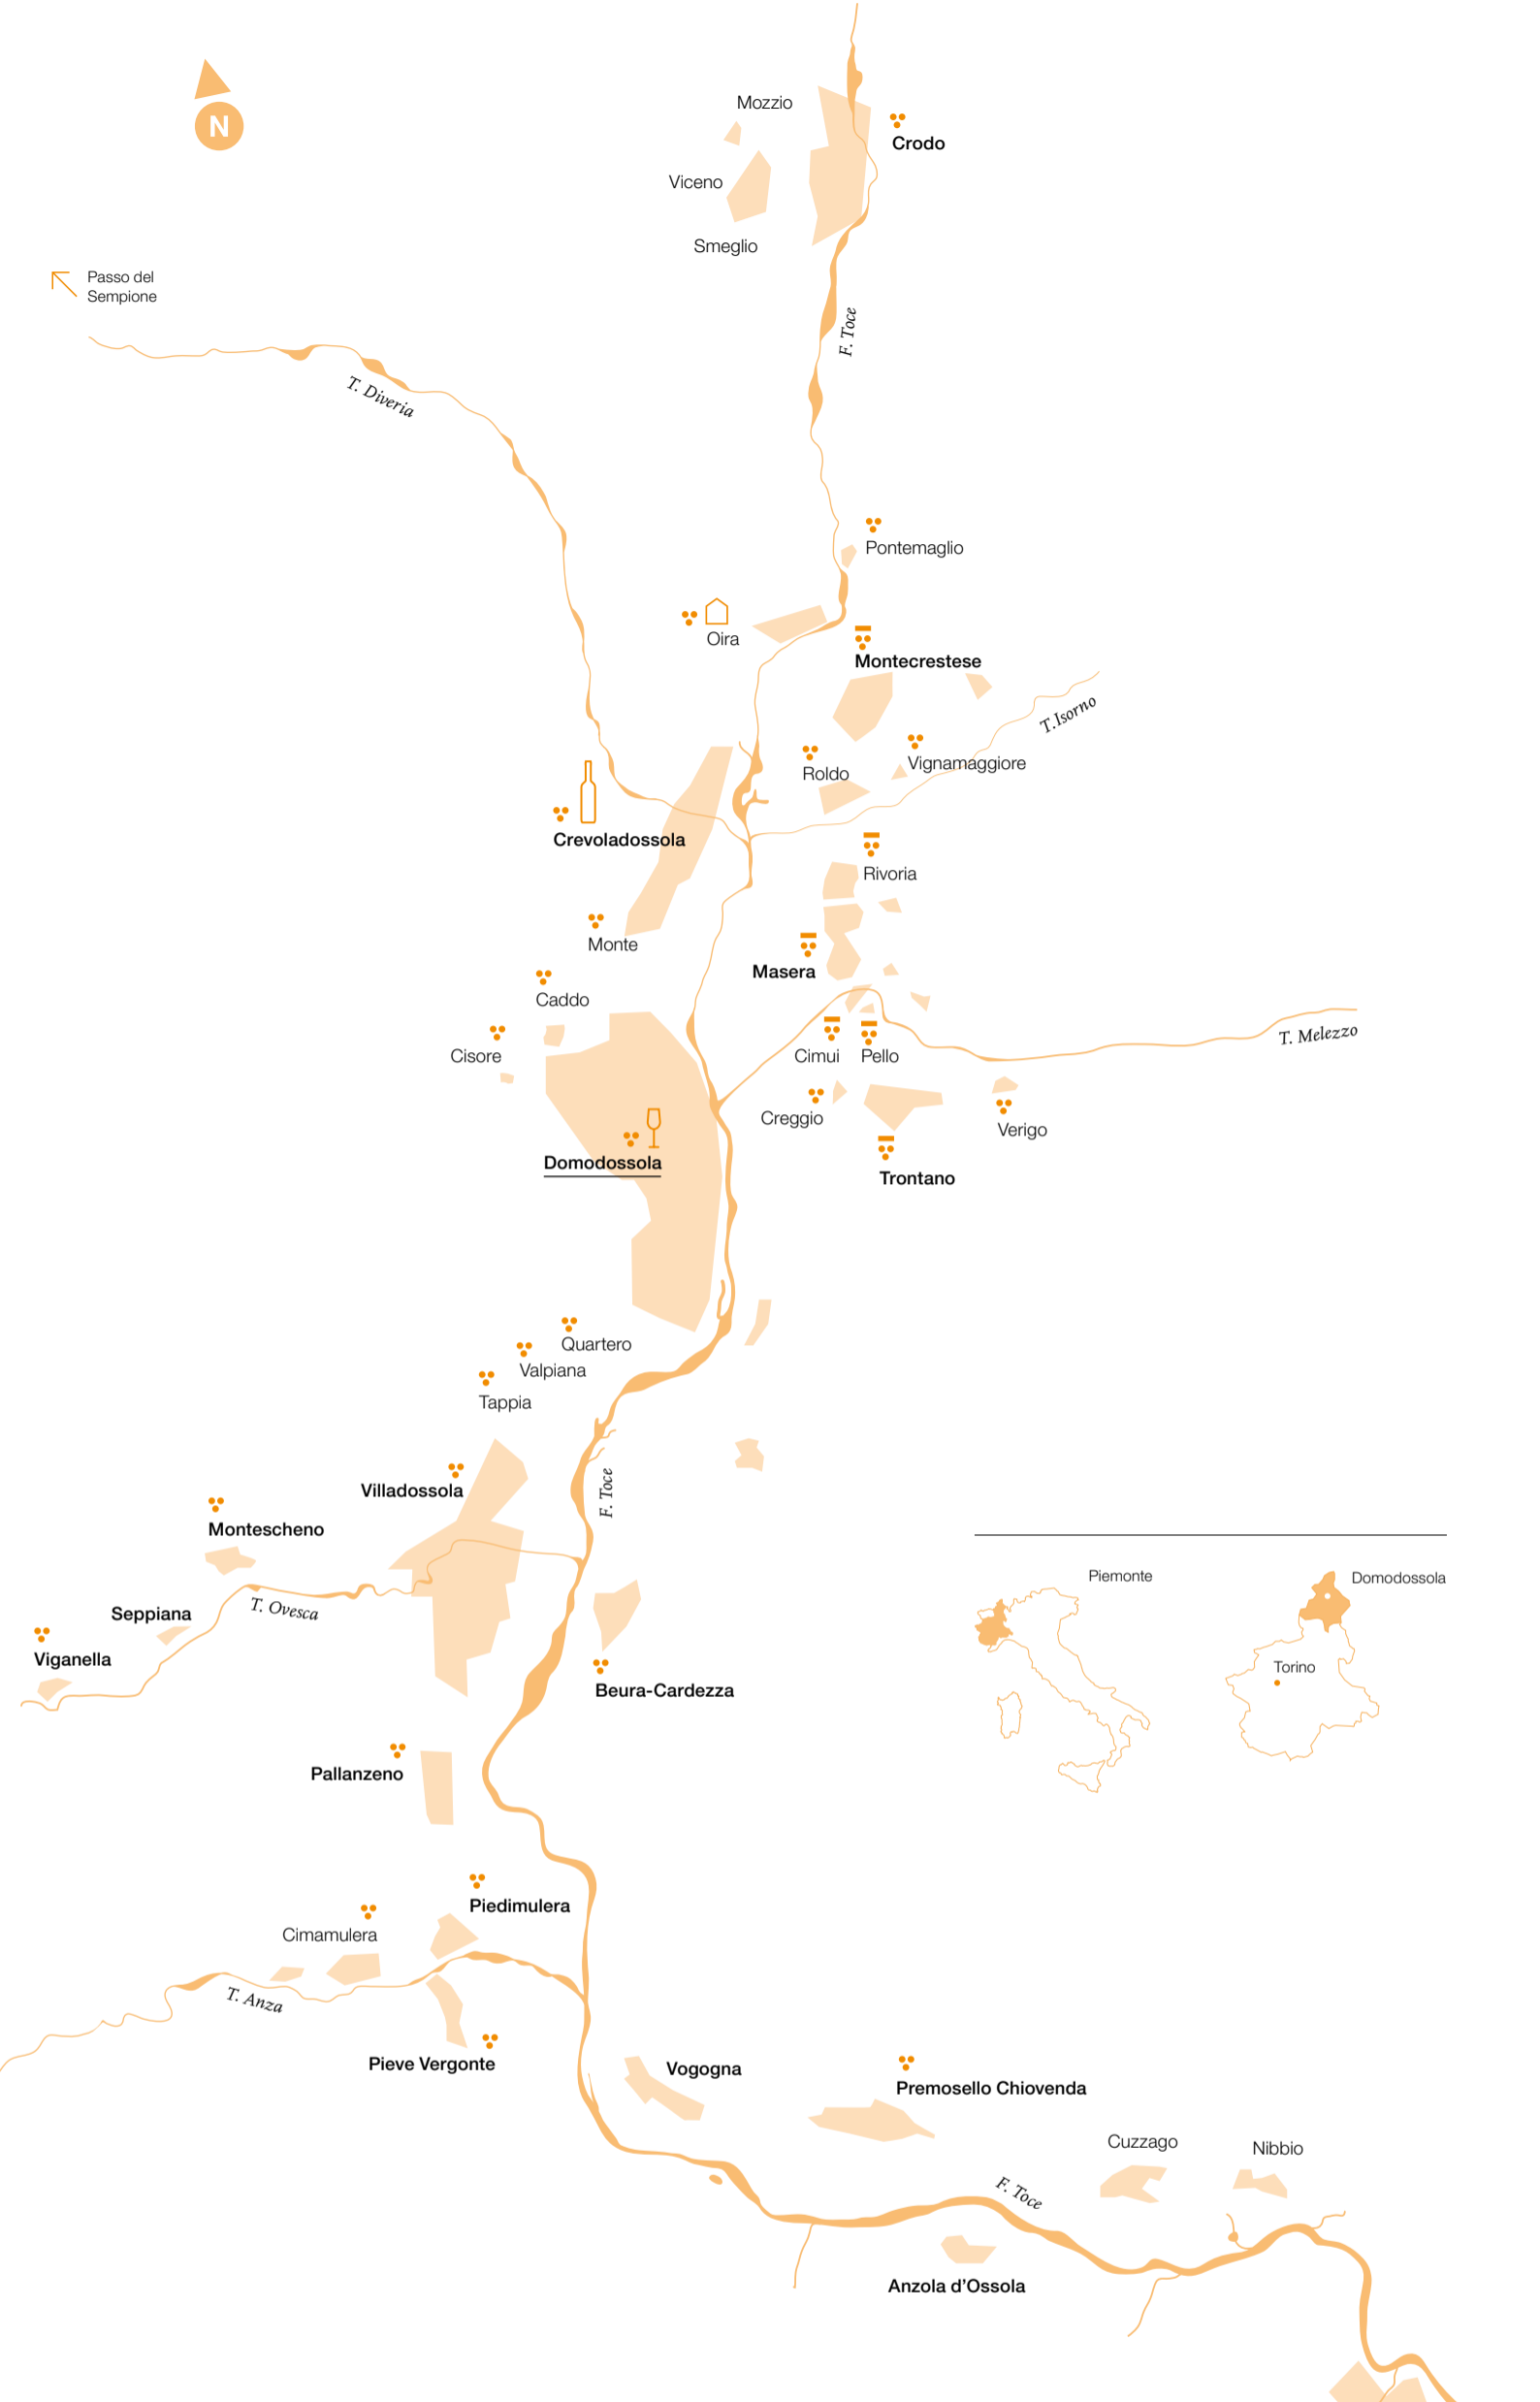 Mozzio
N
Crodo
Viceno
Smeglio
Passo del
Sempione
F. Toce
T. Diveria
Pontemaglio
Oira
Montecrestese
T.Isorno
Vignamaggiore
Roldo
Crevoladossola
Rivoria
Monte
Masera
Caddo
T. Melezzo
Cisore
Cimui
Pello
Creggio
Verigo
Domodossola
Trontano
Quartero
Valpiana
Tappia
Villadossola
F. Toce
Montescheno
Piemonte
Domodossola
T. Ovesca
Seppiana
Viganella
Torino
Beura-Cardezza
Pallanzeno
Piedimulera
Cimamulera
T. Anza
Pieve Vergonte
Vogogna
Premosello Chiovenda
Cuzzago
Nibbio
F. Toce
Anzola d’Ossola